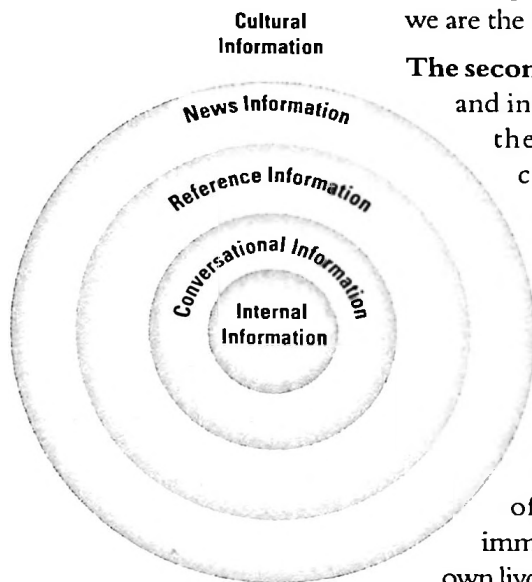 Cultural
Information
News Information
Reference Information
Conversational Information
Internal
Information
we are the
The secon
and in
the
c
of
imm
own live